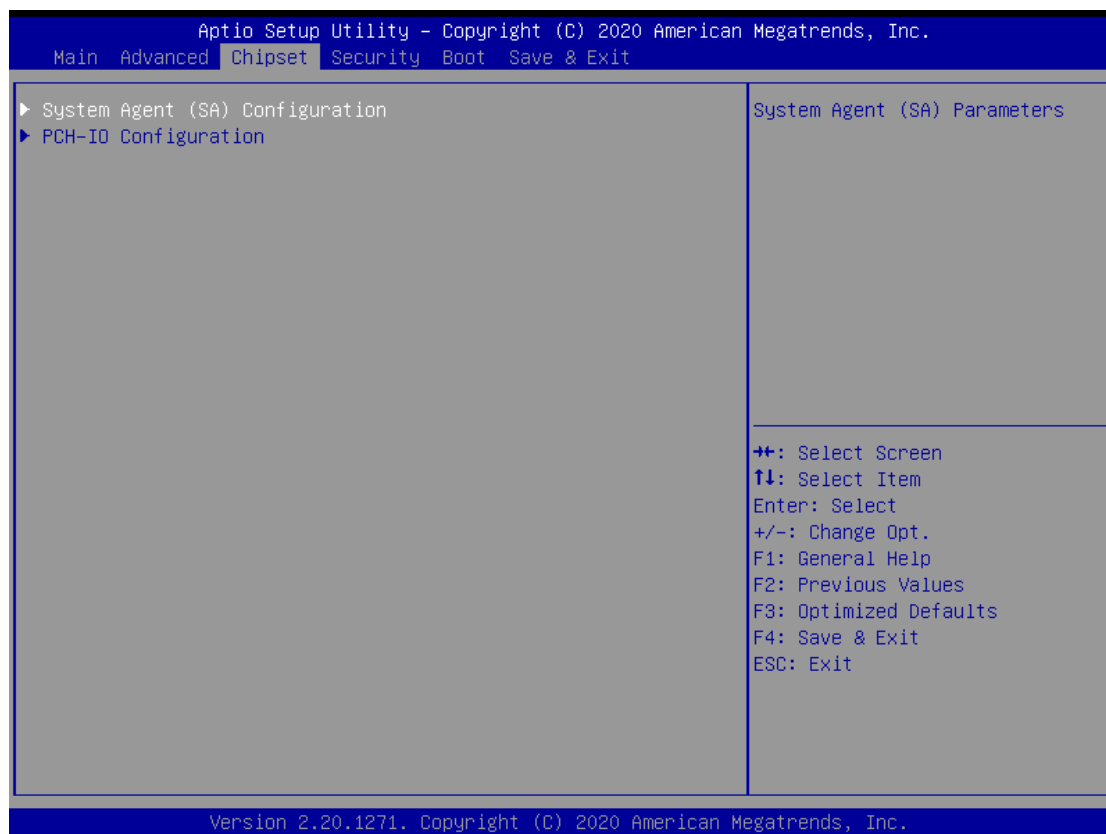 Aptio Setup Utility – Copyright (C) 2020 American Megatrends, Inc.
Main Advanced Chipset Security Boot Save & Exit
▶ System Agent (SA) Configuration
▶ PCH-IO Configuration
System Agent (SA) Parameters
→←: Select Screen
↑↓: Select Item
Enter: Select
+/-: Change Opt.
F1: General Help
F2: Previous Values
F3: Optimized Defaults
F4: Save & Exit
ESC: Exit
Version 2.20.1271. Copyright (C) 2020 American Megatrends, Inc.